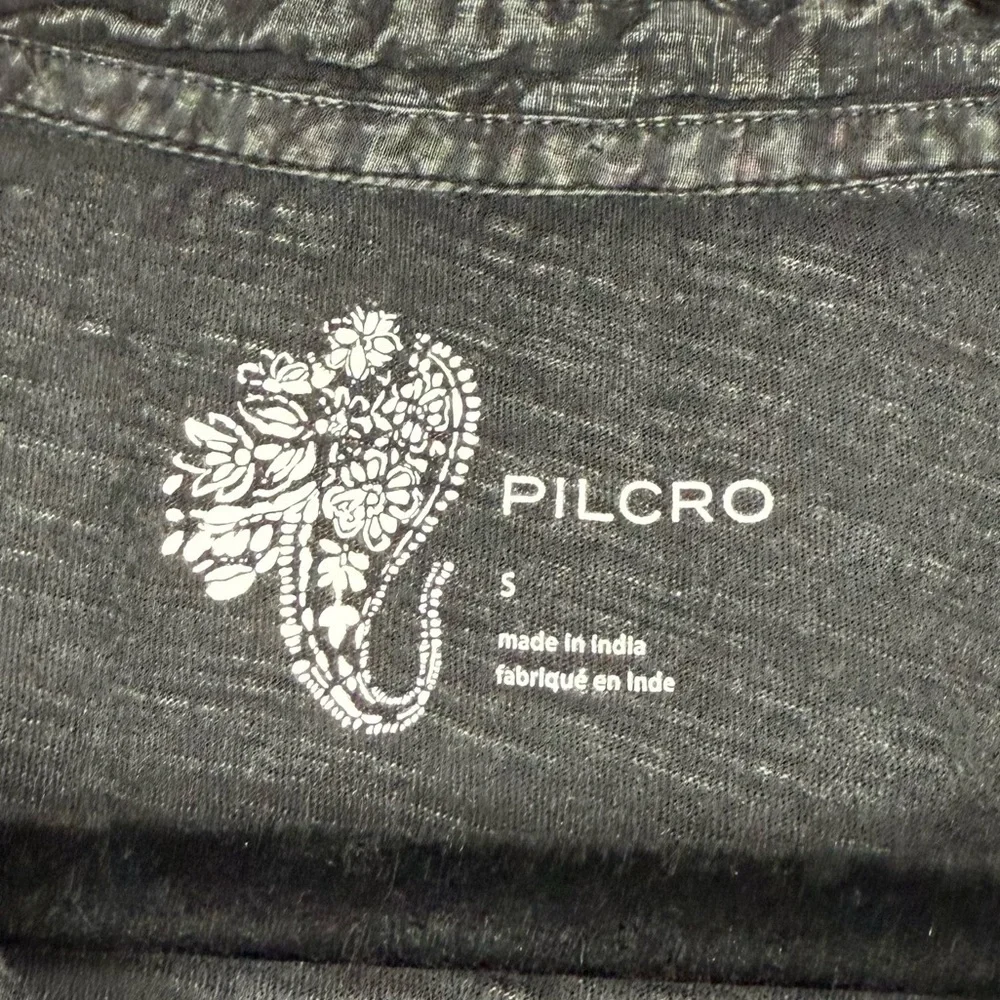 PILCRO
S
made in india
fabriqué en Inde